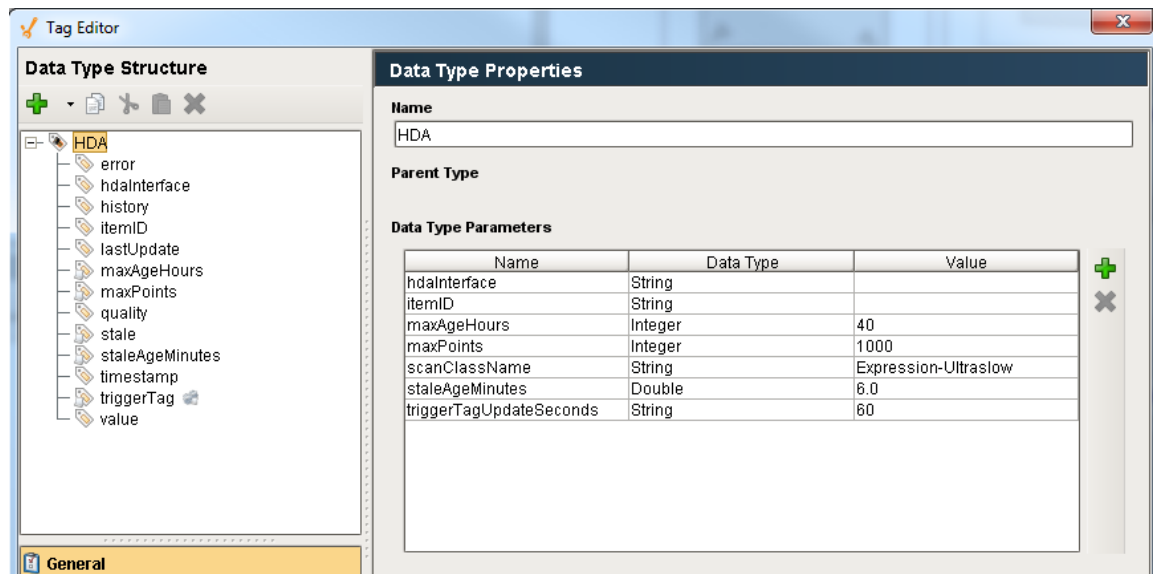 Tag Editor
Data Type Structure
HDA
error
hdaInterface
history
itemID
lastUpdate
maxAgeHours
maxPoints
quality
stale
staleAgeMinutes
timestamp
triggerTag
value
General
Data Type Properties
Name
HDA
Parent Type
Data Type Parameters
Name Data Type Value
hdaInterface String
itemID String
maxAgeHours Integer 40
maxPoints Integer 1000
scanClassName String Expression-Ultraslow
staleAgeMinutes Double 6.0
triggerTagUpdateSeconds String 60